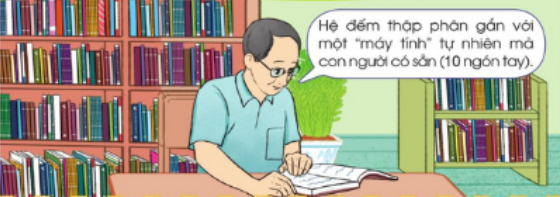 Hệ đếm thập phân gắn với
một “máy tính” tự nhiên mà
con người có sẵn (10 ngón tay).